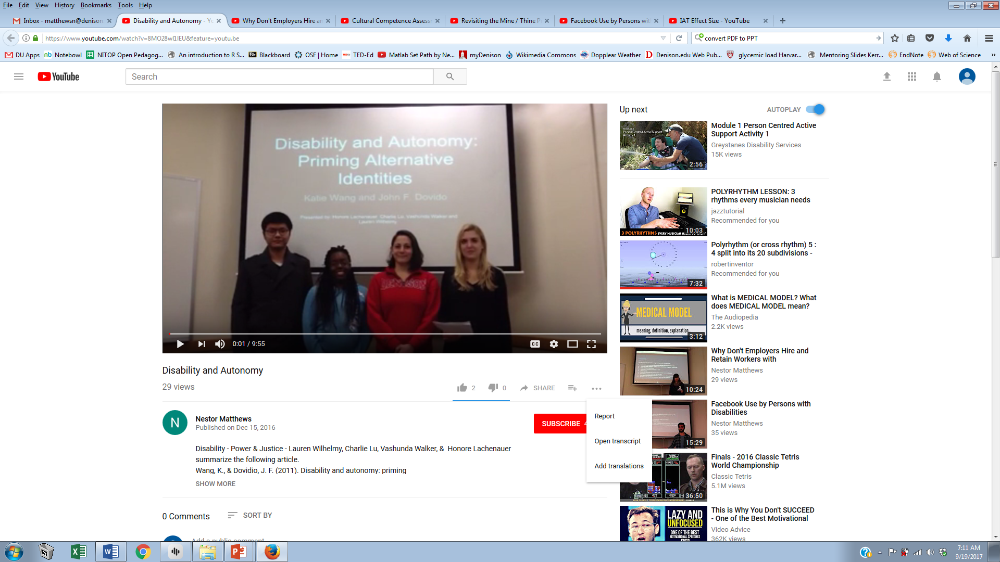 File Edit View History Bookmarks Tools Help
Inbox - matthewsn@denison
Disability and Autonomy - Yo
Why Don't Employers Hire an
Cultural Competence Assess
Revisiting the Mine / Thine P
Facebook Use by Persons wit
IAT Effect Size - YouTube
https://www.youtube.com/watch?v=8MO28wl1IEU&feature=youtu.be
convert PDF to PPT
DU Apps nb Notebowl NITOP Open Pedagog... An introduction to R S... Bb Blackboard OSF | Home TED-Ed Matlab Set Path by Ne... myDenison Wikimedia Commons Dopplear Weather D Denison.edu Web Pub... glycemic load Harvar... Mentoring Slides Kerr... EndNote Web of Science »
YouTube
Search
Disability and Autonomy:
Priming Alternative
Identities
Katie Wang and John F. Dovido
Presented by: Honore Lachenauer, Charlie Lu, Vashunda Walker and
Lauren Wilhelmy
DENISON
0:01 / 9:55
CC
Disability and Autonomy
29 views
2
0
SHARE
N
Nestor Matthews
Published on Dec 15, 2016
SUBSCRIBE 4
Report
Open transcript
Add translations
Disability - Power & Justice - Lauren Wilhelmy, Charlie Lu, Vashunda Walker, & Honore Lachenauer
summarize the following article.
Wang, K., & Dovidio, J. F. (2011). Disability and autonomy: priming
SHOW MORE
0 Comments
SORT BY
Add a public comment
Up next
AUTOPLAY
MODULE 1
Person Centred Active Support
Activity 1
2:56
Module 1 Person Centred Active
Support Activity 1
Greystanes Disability Services
15K views
3 POLYRHYTHMS EVERY MUSICIAN NEEDS TO KNOW
10:03
POLYRHYTHM LESSON: 3
rhythms every musician needs
jazztutorial
Recommended for you
7:32
Polyrhythm (or cross rhythm) 5 :
4 split into its 20 subdivisions -
robertinventor
Recommended for you
MEDICAL MODEL
meaning, definition, explanation
3:12
What is MEDICAL MODEL? What
does MEDICAL MODEL mean?
The Audiopedia
2.2K views
10:24
Why Don't Employers Hire and
Retain Workers with
Nestor Matthews
29 views
15:29
Facebook Use by Persons with
Disabilities
Nestor Matthews
35 views
36:50
Finals - 2016 Classic Tetris
World Championship
Classic Tetris
5.1M views
LAZY AND
UNFOCUSED
ONE OF THE BEST
MOTIVATIONAL SPEECHES
EVER
This is Why You Don't SUCCEED
- One of the Best Motivational
Video Advice
362K views
7:11 AM
9/19/2017